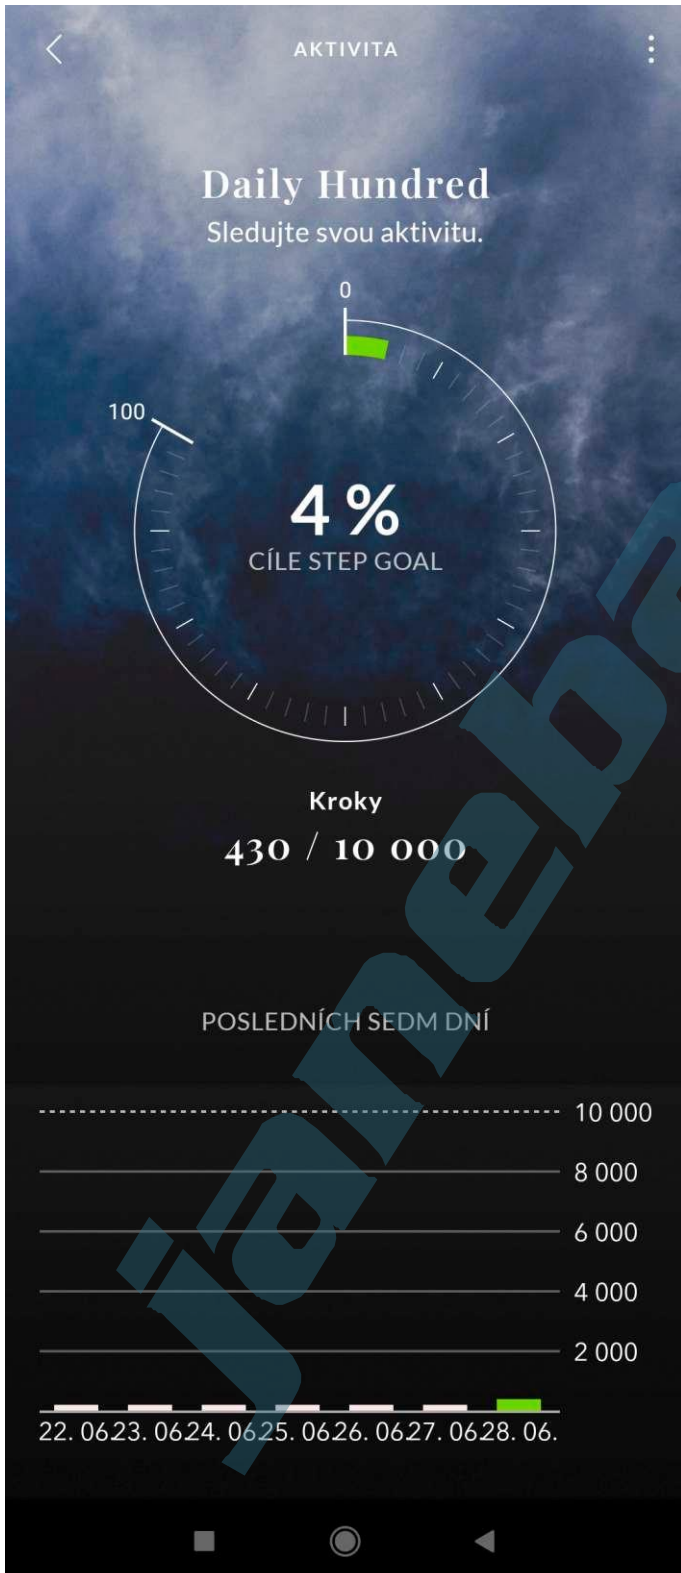 AKTIVITA
Daily Hundred
Sledujte svou aktivitu.
0
100
4 %
CÍLE STEP GOAL
Kroky
430 / 10 000
POSLEDNÍCH SEDM DNÍ
10 000
8 000
6 000
4 000
2 000
22. 06.23. 06.24. 06.25. 06.26. 06.27. 06.28. 06.
janeba